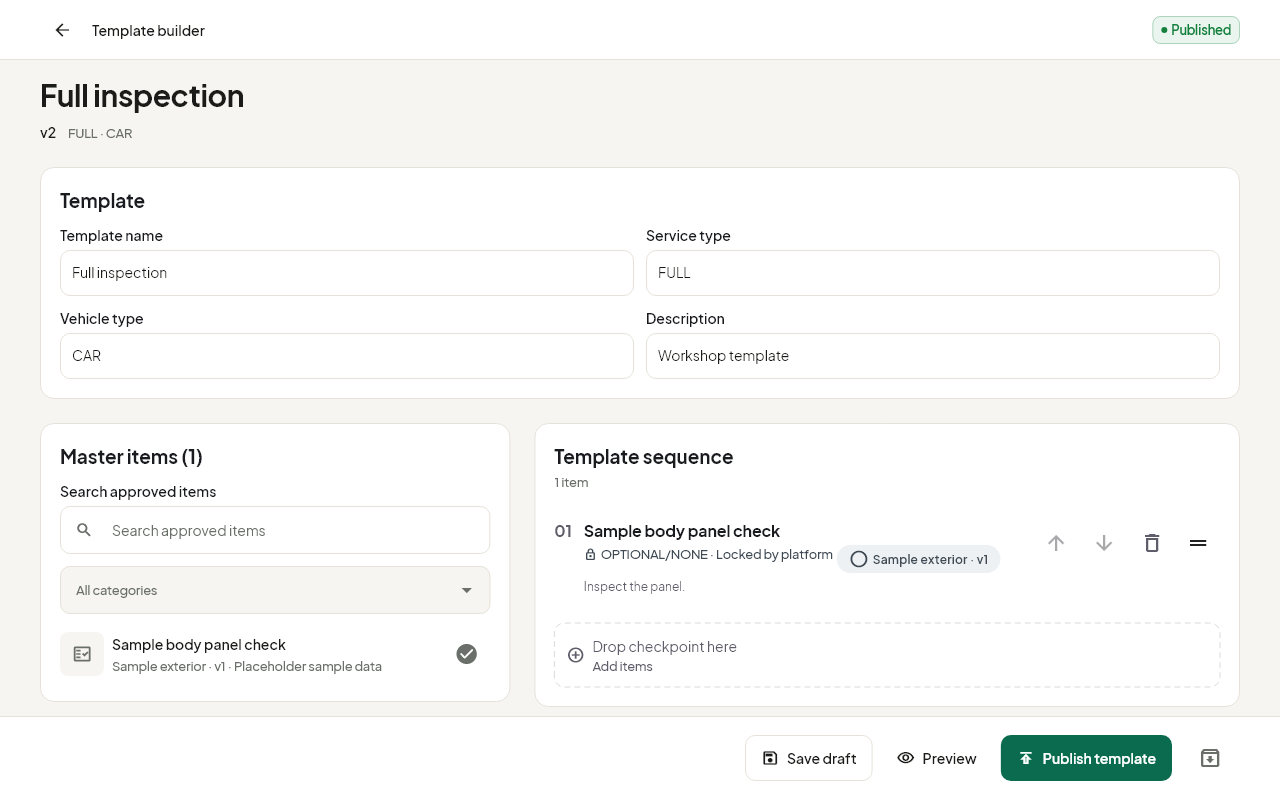 Template builder
Published
Full inspection
v2 FULL · CAR
Template
Template name
Service type
Full inspection
FULL
Vehicle type
Description
CAR
Workshop template
Master items (1)
Search approved items
Search approved items
All categories
Sample body panel check
Sample exterior · v1 · Placeholder sample data
Template sequence
1 item
01 Sample body panel check
OPTIONAL/NONE · Locked by platform
Sample exterior · v1
Inspect the panel.
Drop checkpoint here
Add items
Save draft
Preview
Publish template